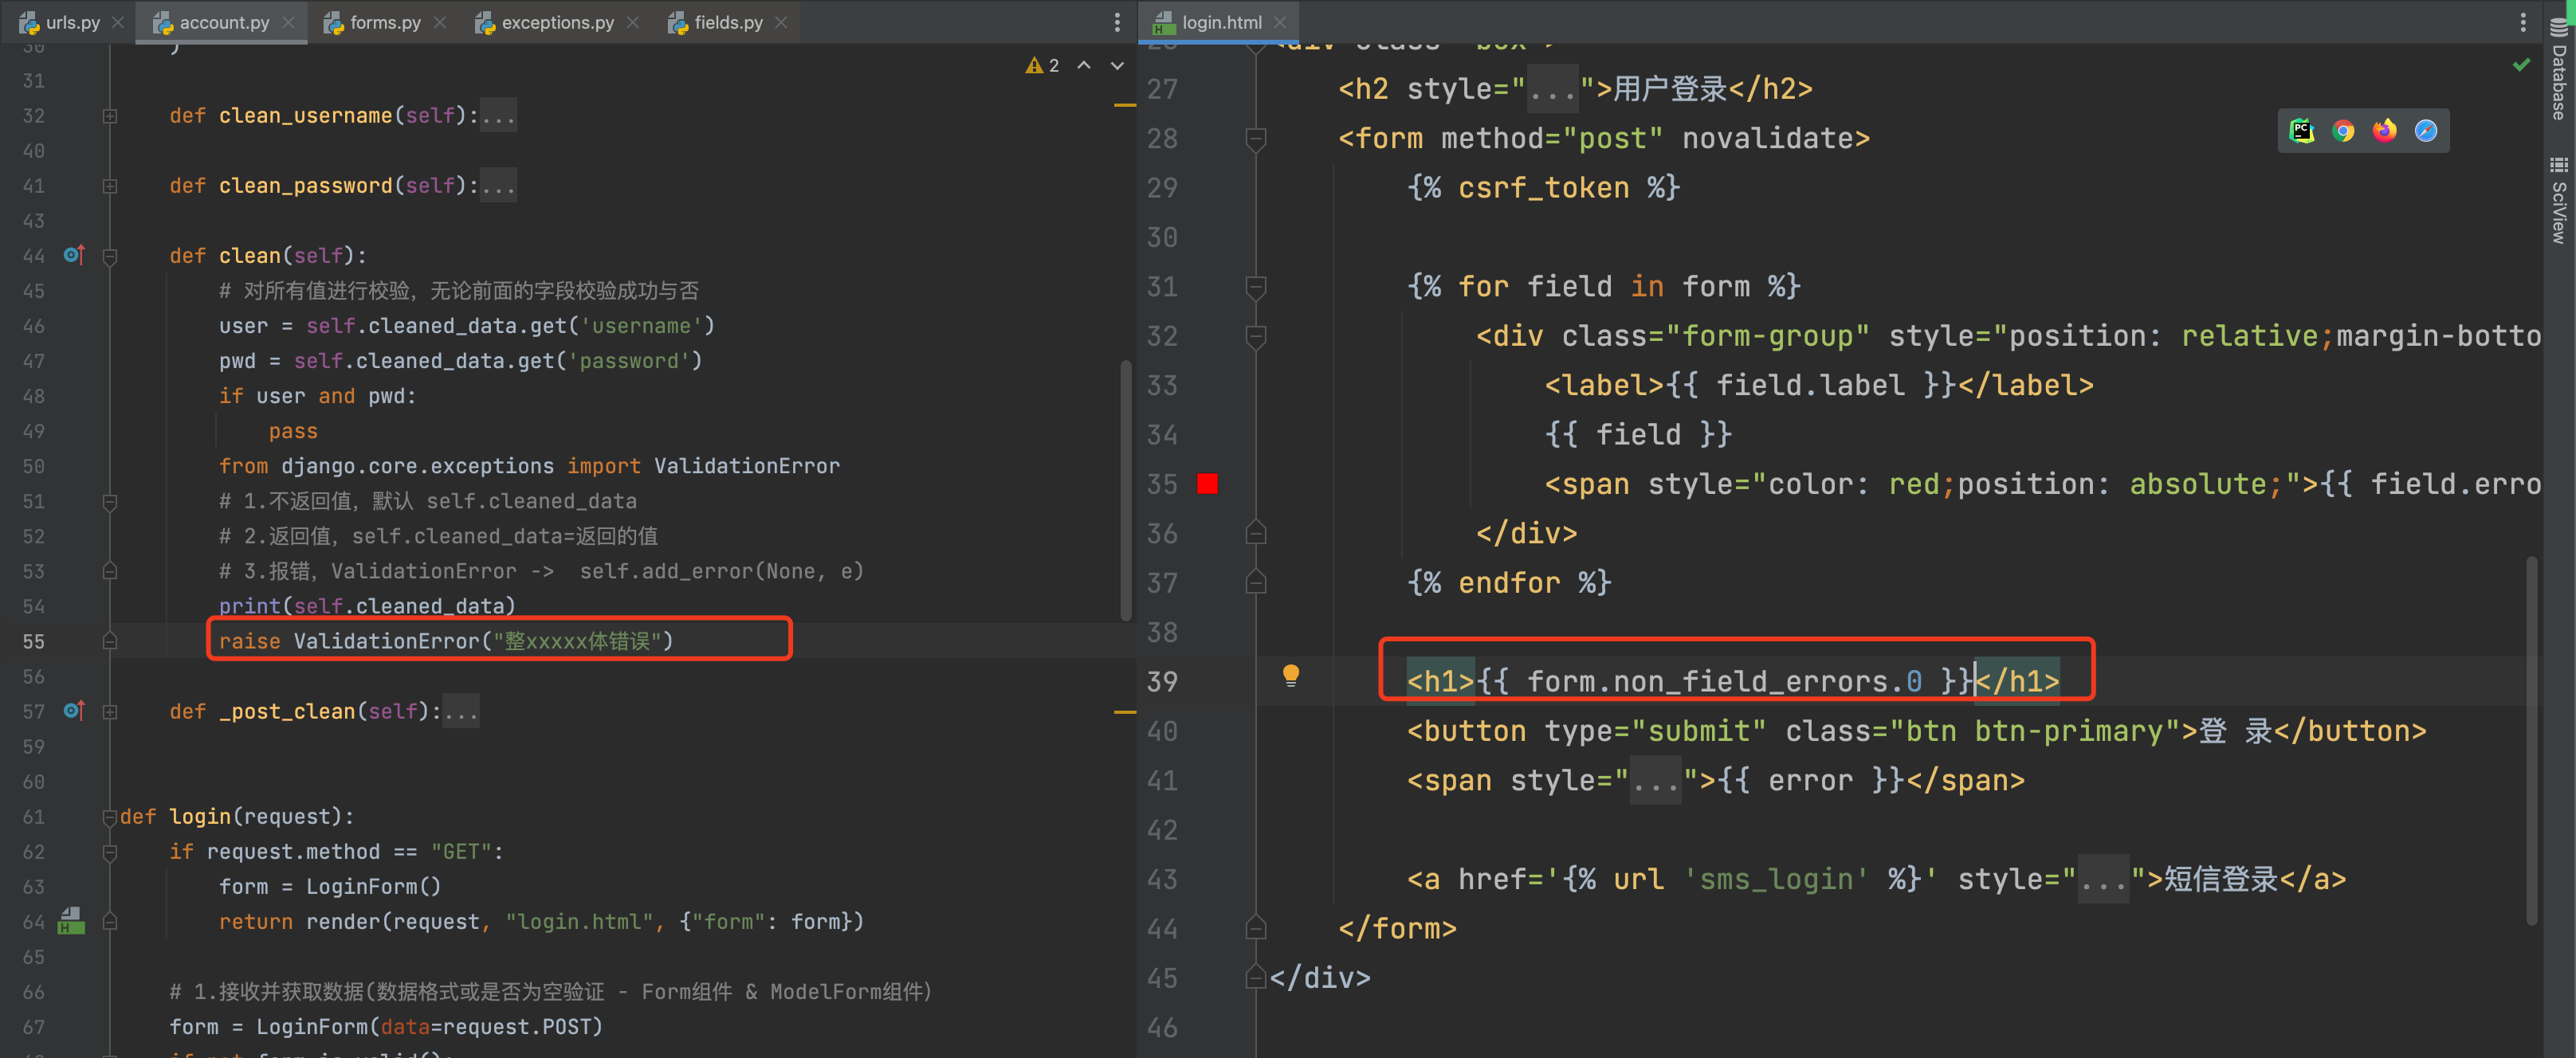 urls.py
account.py
forms.py
exceptions.py
fields.py
2
31
32 def clean_username(self):...
40
41 def clean_password(self):...
43
44 def clean(self):
45 # 对所有值进行校验，无论前面的字段校验成功与否
46 user = self.cleaned_data.get('username')
47 pwd = self.cleaned_data.get('password')
48 if user and pwd:
49 pass
50 from django.core.exceptions import ValidationError
51 # 1.不返回值，默认 self.cleaned_data
52 # 2.返回值，self.cleaned_data=返回的值
53 # 3.报错，ValidationError -> self.add_error(None, e)
54 print(self.cleaned_data)
55 raise ValidationError("整xxxxx体错误")
56
57 def _post_clean(self):...
59
60
61 def login(request):
62 if request.method == "GET":
63 form = LoginForm()
64 return render(request, "login.html", {"form": form})
65
66 # 1.接收并获取数据(数据格式或是否为空验证 - Form组件 & ModelForm组件)
67 form = LoginForm(data=request.POST)
login.html
27 <h2 style="...">用户登录</h2>
28 <form method="post" novalidate>
29 {% csrf_token %}
30
31 {% for field in form %}
32 <div class="form-group" style="position: relative;margin-botto
33 <label>{{ field.label }}</label>
34 {{ field }}
35 <span style="color: red;position: absolute;">{{ field.erro
36 </div>
37 {% endfor %}
38
39 <h1>{{ form.non_field_errors.0 }}</h1>
40 <button type="submit" class="btn btn-primary">登 录</button>
41 <span style="...">{{ error }}</span>
42
43 <a href='{% url 'sms_login' %}' style="...">短信登录</a>
44 </form>
45 </div>
46
Database
SciView